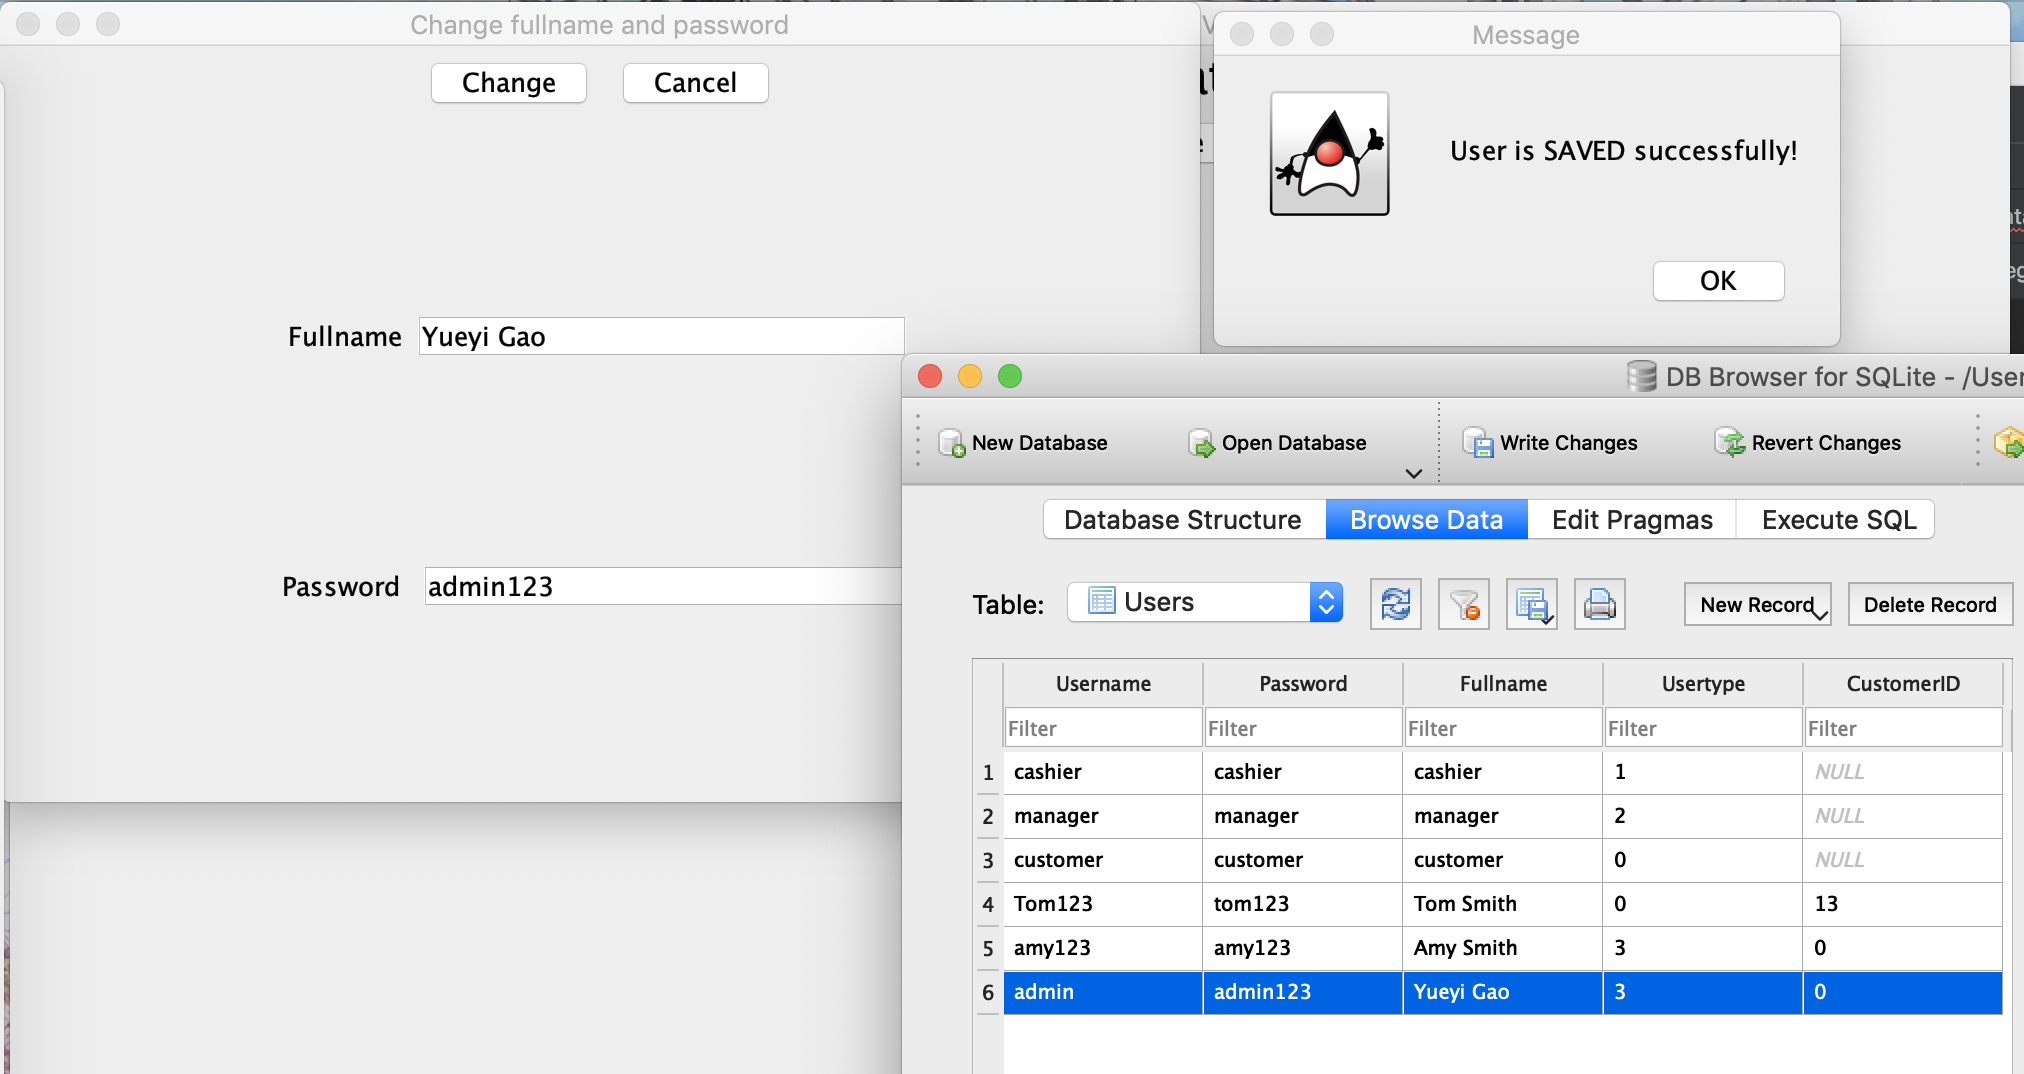 Change fullname and password
Change Cancel
Fullname Yueyi Gao
Password admin123
Message
User is SAVED successfully!
OK
DB Browser for SQLite - /User
New Database Open Database Write Changes Revert Changes
Database Structure Browse Data Edit Pragmas Execute SQL
Table: Users New Record Delete Record
Username Password Fullname Usertype CustomerID
Filter Filter Filter Filter Filter
1 cashier cashier cashier 1 NULL
2 manager manager manager 2 NULL
3 customer customer customer 0 NULL
4 Tom123 tom123 Tom Smith 0 13
5 amy123 amy123 Amy Smith 3 0
6 admin admin123 Yueyi Gao 3 0